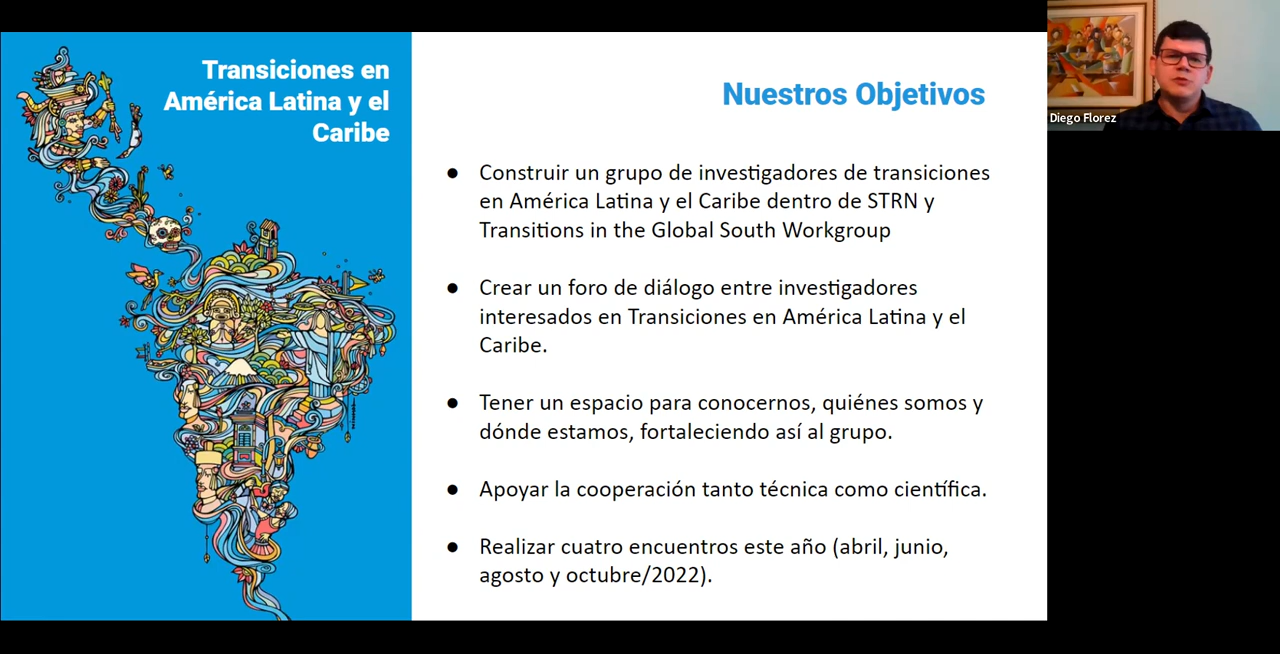 Transiciones en
América Latina y el
Caribe
Nuestros Objetivos
● Construir un grupo de investigadores de transiciones
en América Latina y el Caribe dentro de STRN y
Transitions in the Global South Workgroup
● Crear un foro de diálogo entre investigadores
interesados en Transiciones en América Latina y el
Caribe.
● Tener un espacio para conocernos, quiénes somos y
dónde estamos, fortaleciendo así al grupo.
● Apoyar la cooperación tanto técnica como científica.
● Realizar cuatro encuentros este año (abril, junio,
agosto y octubre/2022).
Diego Florez